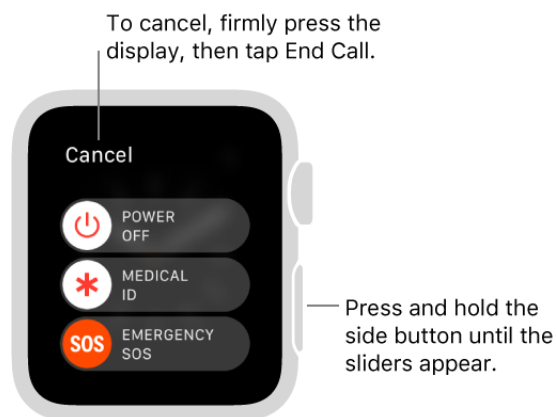 To cancel, firmly press the
display, then tap End Call.
Cancel
POWER
OFF
MEDICAL
ID
SOS
EMERGENCY
SOS
Press and hold the
side button until the
sliders appear.